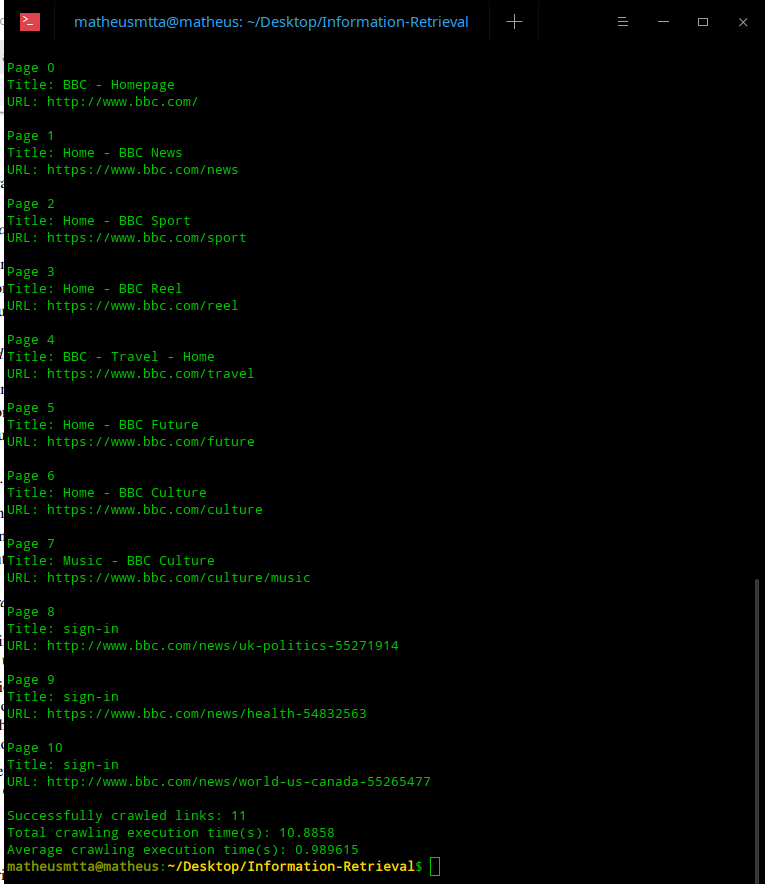 matheusmtta@matheus: ~/Desktop/Information-Retrieval
Page 0
Title: BBC - Homepage
URL: http://www.bbc.com/
Page 1
Title: Home - BBC News
URL: https://www.bbc.com/news
Page 2
Title: Home - BBC Sport
URL: https://www.bbc.com/sport
Page 3
Title: Home - BBC Reel
URL: https://www.bbc.com/reel
Page 4
Title: BBC - Travel - Home
URL: https://www.bbc.com/travel
Page 5
Title: Home - BBC Future
URL: https://www.bbc.com/future
Page 6
Title: Home - BBC Culture
URL: https://www.bbc.com/culture
Page 7
Title: Music - BBC Culture
URL: https://www.bbc.com/culture/music
Page 8
Title: sign-in
URL: http://www.bbc.com/news/uk-politics-55271914
Page 9
Title: sign-in
URL: http://www.bbc.com/news/health-54832563
Page 10
Title: sign-in
URL: http://www.bbc.com/news/world-us-canada-55265477
Successfully crawled links: 11
Total crawling execution time(s): 10.8858
Average crawling execution time(s): 0.989615
matheusmtta@matheus:~/Desktop/Information-Retrieval$